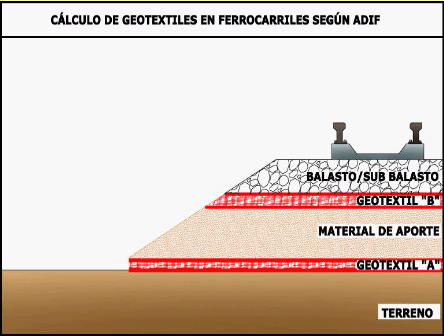 CÁLCULO DE GEOTEXTILES EN FERROCARRILES SEGÚN ADIF
BALASTO/SUB BALASTO
GEOTEXTIL "B"
MATERIAL DE APORTE
GEOTEXTIL "A"
TERRENO